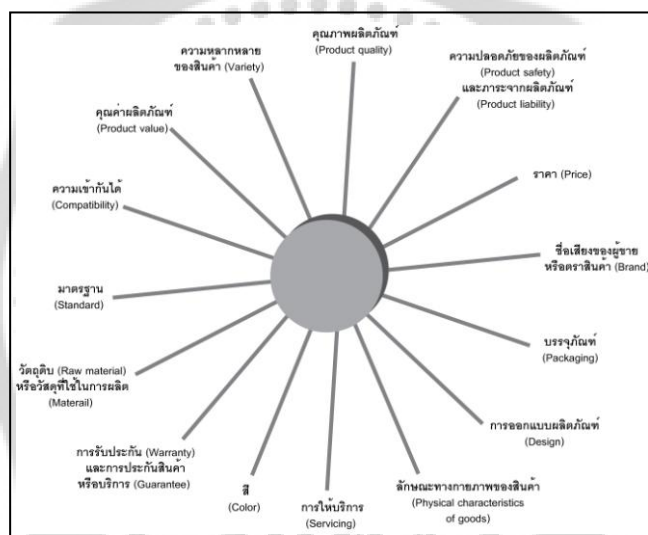 คุณภาพผลิตภัณฑ์
(Product quality)
ความปลอดภัยของผลิตภัณฑ์
(Product safety)
และภาระจากผลิตภัณฑ์
(Product liability)
ราคา (Price)
ชื่อเสียงของผู้ขาย
หรือตราสินค้า (Brand)
บรรจุภัณฑ์
(Packaging)
การออกแบบผลิตภัณฑ์
(Design)
ลักษณะทางกายภาพของสินค้า
(Physical characteristics
of goods)
การให้บริการ
(Servicing)
สี
(Color)
การรับประกัน (Warranty)
และการประกันสินค้า
หรือบริการ (Guarantee)
วัตถุดิบ (Raw material)
หรือวัสดุที่ใช้ในการผลิต
(Materail)
มาตรฐาน
(Standard)
ความเข้ากันได้
(Compatibility)
คุณค่าผลิตภัณฑ์
(Product value)
ความหลากหลาย
ของสินค้า (Variety)